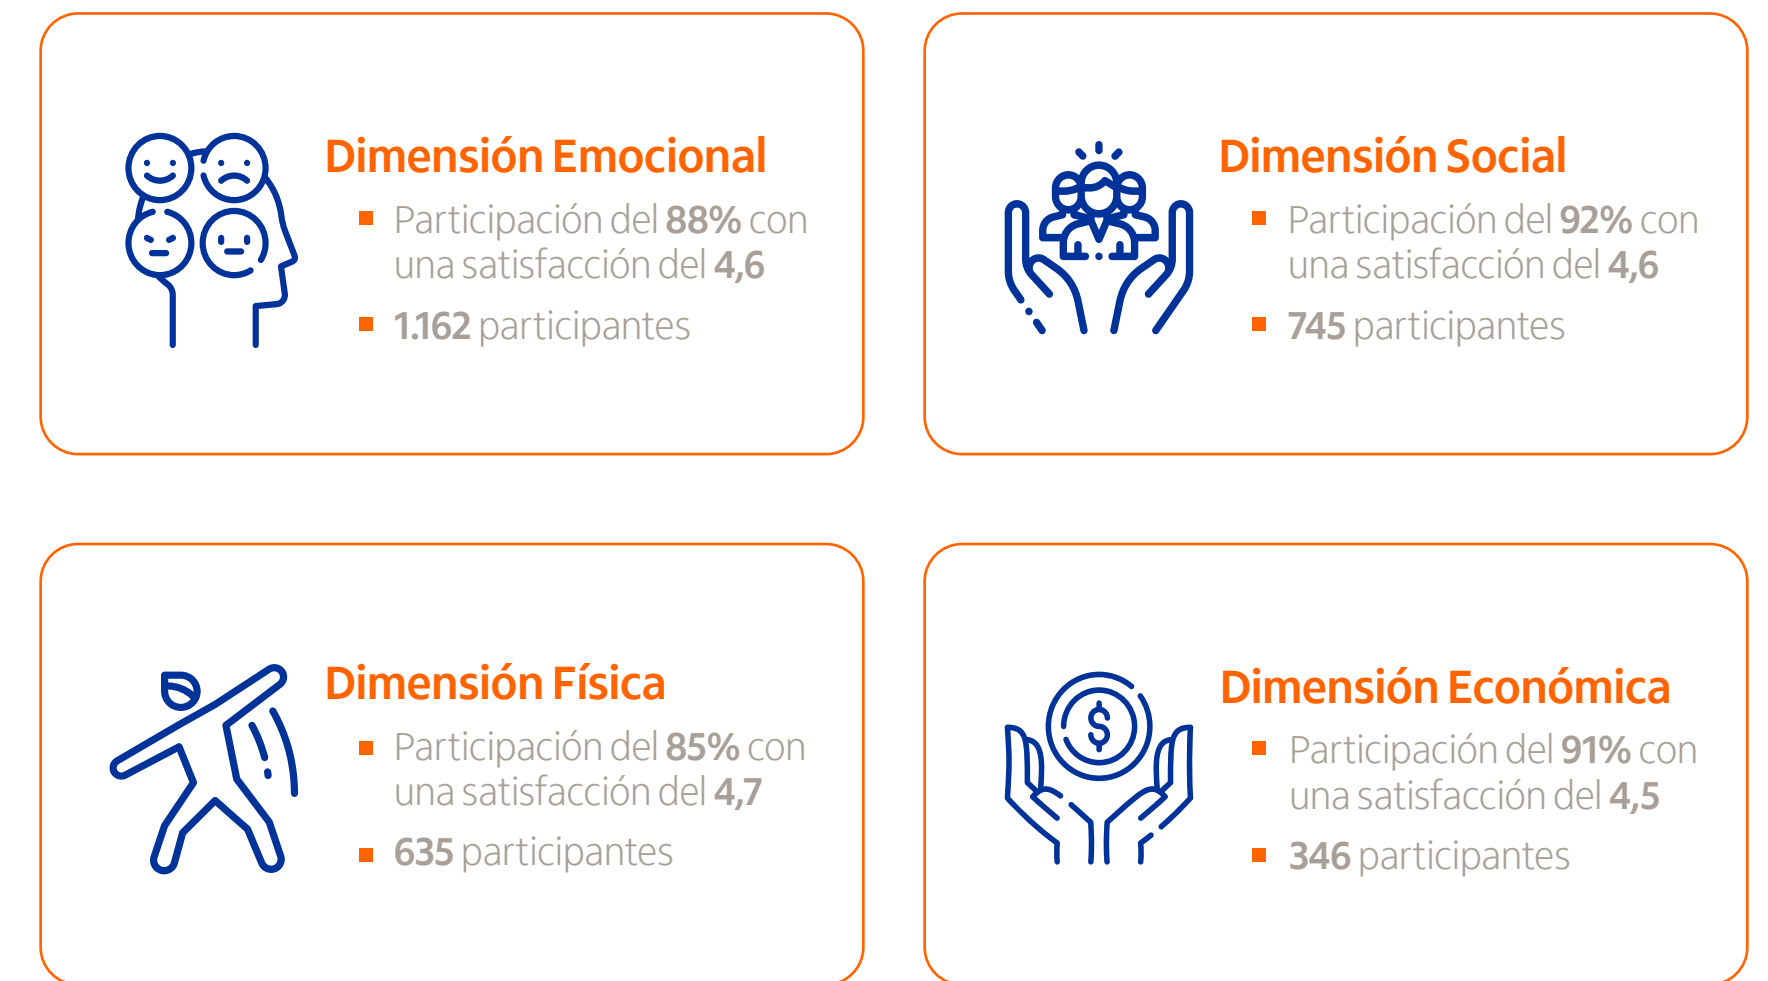 Dimensión Emocional
Participación del 88% con
una satisfacción del 4,6
1.162 participantes
Dimensión Social
Participación del 92% con
una satisfacción del 4,6
745 participantes
Dimensión Física
Participación del 85% con
una satisfacción del 4,7
635 participantes
Dimensión Económica
Participación del 91% con
una satisfacción del 4,5
346 participantes